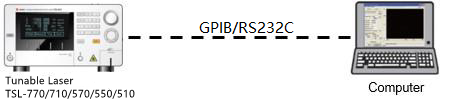 GPIB/RS232C
Tunable Laser
TSL-770/710/570/550/510
Computer